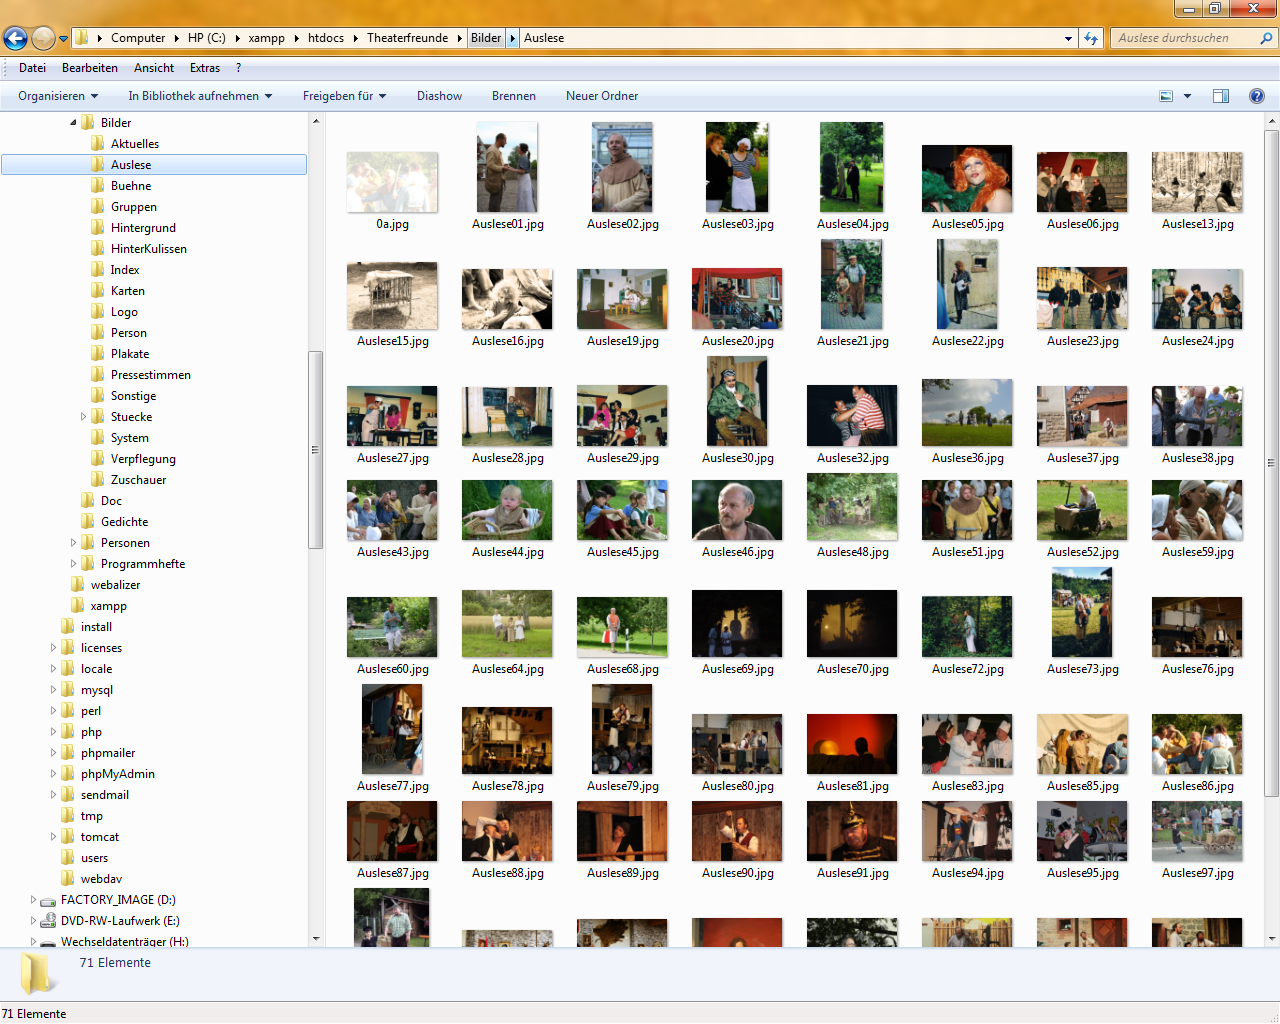 Computer HP (C:) xampp htdocs Theaterfreunde Bilder Auslese
Auslese durchsuchen
Datei Bearbeiten Ansicht Extras ?
Organisieren In Bibliothek aufnehmen Freigeben für Diashow Brennen Neuer Ordner
Bilder
Aktuelles
Auslese
Buehne
Gruppen
Hintergrund
HinterKulissen
Index
Karten
Logo
Person
Plakate
Pressestimmen
Sonstige
Stuecke
System
Verpflegung
Zuschauer
Doc
Gedichte
Personen
Programmhefte
webalizer
xampp
install
licenses
locale
mysql
perl
php
phpmailer
phpMyAdmin
sendmail
tmp
tomcat
users
webdav
FACTORY_IMAGE (D:)
DVD-RW-Laufwerk (E:)
Wechseldatenträger (H:)
0a.jpg Auslese01.jpg Auslese02.jpg Auslese03.jpg Auslese04.jpg Auslese05.jpg Auslese06.jpg Auslese13.jpg
Auslese15.jpg Auslese16.jpg Auslese19.jpg Auslese20.jpg Auslese21.jpg Auslese22.jpg Auslese23.jpg Auslese24.jpg
Auslese27.jpg Auslese28.jpg Auslese29.jpg Auslese30.jpg Auslese32.jpg Auslese36.jpg Auslese37.jpg Auslese38.jpg
Auslese43.jpg Auslese44.jpg Auslese45.jpg Auslese46.jpg Auslese48.jpg Auslese51.jpg Auslese52.jpg Auslese59.jpg
Auslese60.jpg Auslese64.jpg Auslese68.jpg Auslese69.jpg Auslese70.jpg Auslese72.jpg Auslese73.jpg Auslese76.jpg
Auslese77.jpg Auslese78.jpg Auslese79.jpg Auslese80.jpg Auslese81.jpg Auslese83.jpg Auslese85.jpg Auslese86.jpg
Auslese87.jpg Auslese88.jpg Auslese89.jpg Auslese90.jpg Auslese91.jpg Auslese94.jpg Auslese95.jpg Auslese97.jpg
71 Elemente
71 Elemente